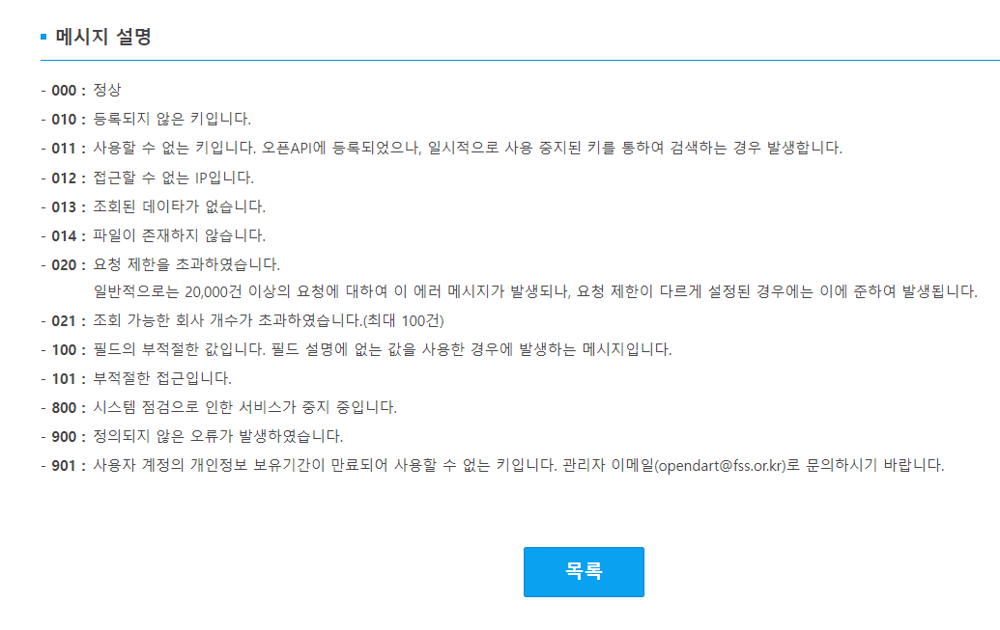 메시지 설명
- 000 : 정상
- 010 : 등록되지 않은 키입니다.
- 011 : 사용할 수 없는 키입니다. 오픈API에 등록되었으나, 일시적으로 사용 중지된 키를 통하여 검색하는 경우 발생합니다.
- 012 : 접근할 수 없는 IP입니다.
- 013 : 조회된 데이타가 없습니다.
- 014 : 파일이 존재하지 않습니다.
- 020 : 요청 제한을 초과하였습니다.
일반적으로는 20,000건 이상의 요청에 대하여 이 에러 메시지가 발생되나, 요청 제한이 다르게 설정된 경우에는 이에 준하여 발생됩니다.
- 021 : 조회 가능한 회사 개수가 초과하였습니다.(최대 100건)
- 100 : 필드의 부적절한 값입니다. 필드 설명에 없는 값을 사용한 경우에 발생하는 메시지입니다.
- 101 : 부적절한 접근입니다.
- 800 : 시스템 점검으로 인한 서비스가 중지 중입니다.
- 900 : 정의되지 않은 오류가 발생하였습니다.
- 901 : 사용자 계정의 개인정보 보유기간이 만료되어 사용할 수 없는 키입니다. 관리자 이메일(opendart@fss.or.kr)로 문의하시기 바랍니다.
목록